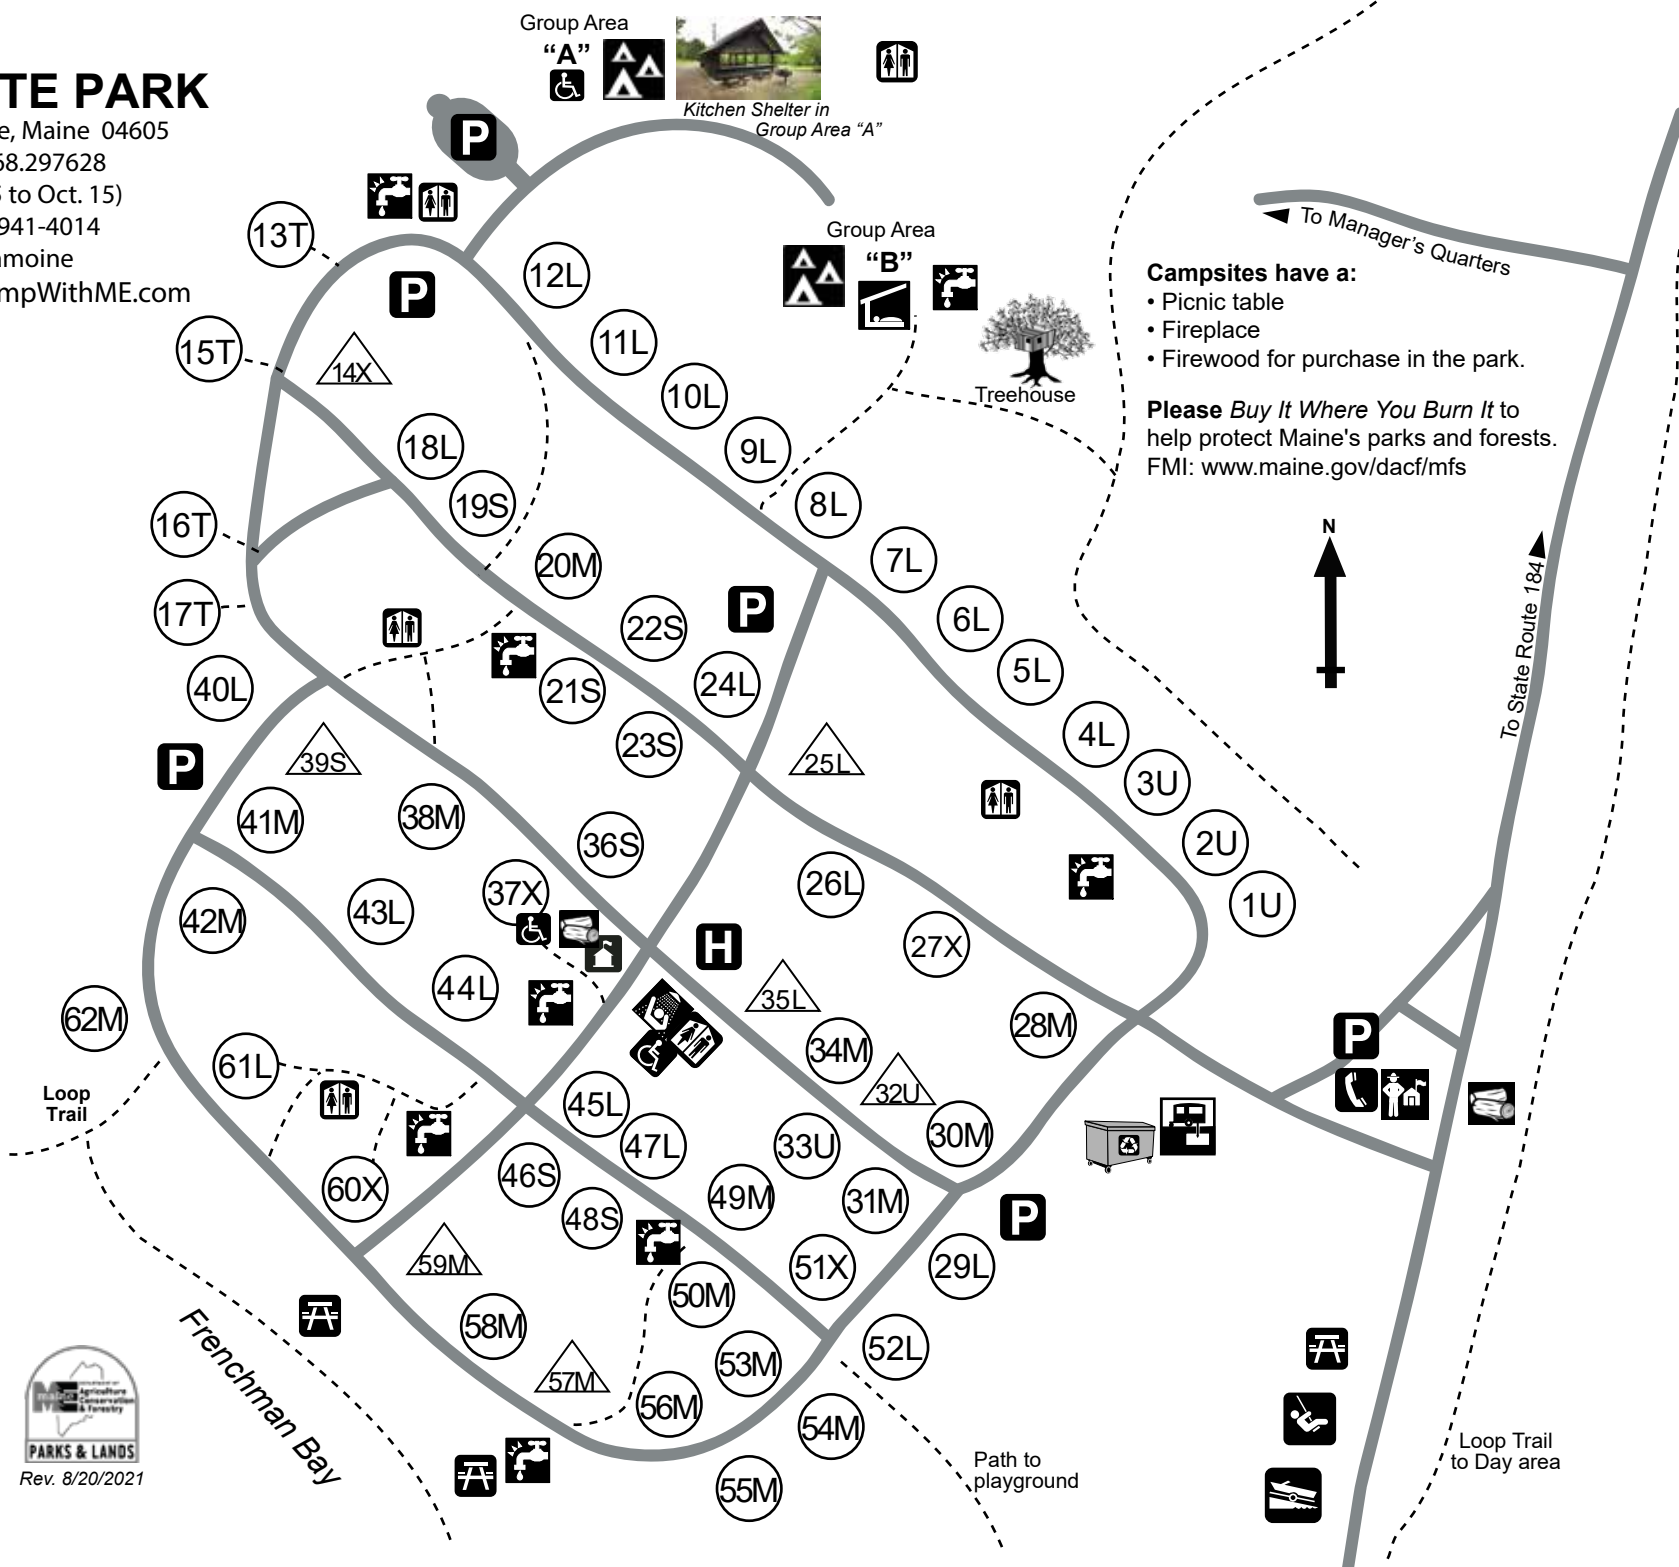 TE PARK
e, Maine 04605
68.297628
5 to Oct. 15)
941-4014
amoine
mpWithME.com
Group Area
“A”
Kitchen Shelter in
Group Area “A”
P
Group Area
“B”
Treehouse
To Manager’s Quarters
Campsites have a:
• Picnic table
• Fireplace
• Firewood for purchase in the park.
Please Buy It Where You Burn It to
help protect Maine's parks and forests.
FMI: www.maine.gov/dacf/mfs
N
To State Route 184
13T
P
12L
15T
14X
11L
10L
18L
9L
19S
8L
16T
20M
7L
17T
22S
P
6L
40L
21S
24L
5L
P
39S
23S
25L
4L
41M
38M
36S
3U
2U
42M
43L
37X
26L
1U
H
27X
62M
44L
35L
28M
P
Loop
Trail
61L
34M
45L
32U
47L
33U
30M
60X
46S
49M
31M
48S
P
59M
51X
29L
50M
58M
52L
57M
53M
56M
54M
55M
Frenchman Bay
Path to
playground
Loop Trail
to Day area
Agriculture
Conservation
& Forestry
PARKS & LANDS
Rev. 8/20/2021